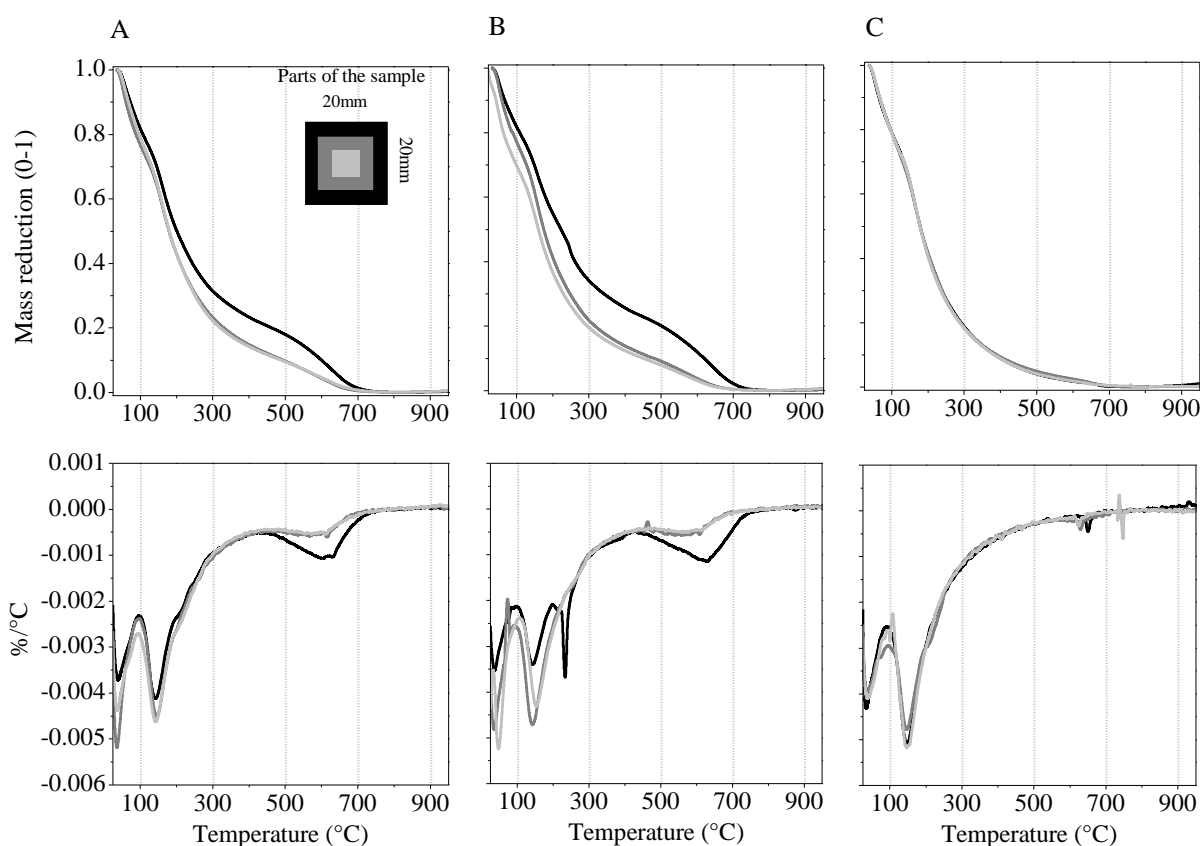 A
B
C
Mass reduction (0-1)
1.0
0.8
0.6
0.4
0.2
0.0
Parts of the sample
20mm
20mm
100 300 500 700 900
100 300 500 700 900
100 300 500 700 900
%/°C
0.001
0.000
-0.001
-0.002
-0.003
-0.004
-0.005
-0.006
100 300 500 700 900
100 300 500 700 900
100 300 500 700 900
Temperature (°C)
Temperature (°C)
Temperature (°C)